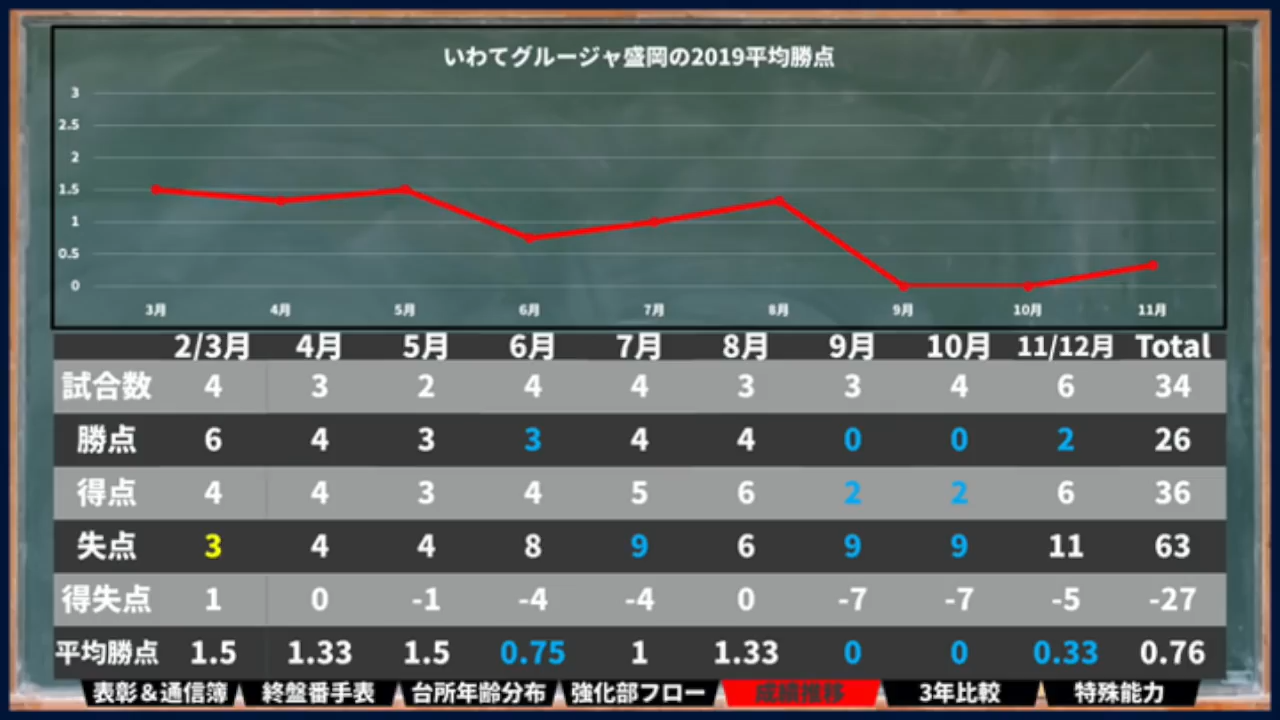 いわてグルージャ盛岡の2019平均勝点
3
2.5
2
1.5
1
0.5
0
3月 4月 5月 6月 7月 8月 9月 10月 11月
2/3月 4月 5月 6月 7月 8月 9月 10月 11/12月 Total
試合数 4 3 2 4 4 3 3 4 6 34
勝点 6 4 3 3 4 4 0 0 2 26
得点 4 4 3 4 5 6 2 2 6 36
失点 3 4 4 8 9 6 9 9 11 63
得失点 1 0 -1 -4 -4 0 -7 -7 -5 -27
平均勝点 1.5 1.33 1.5 0.75 1 1.33 0 0 0.33 0.76
表彰＆通信簿 終盤番手表 台所年齢分布 強化部フロー 成績推移 3年比較 特殊能力